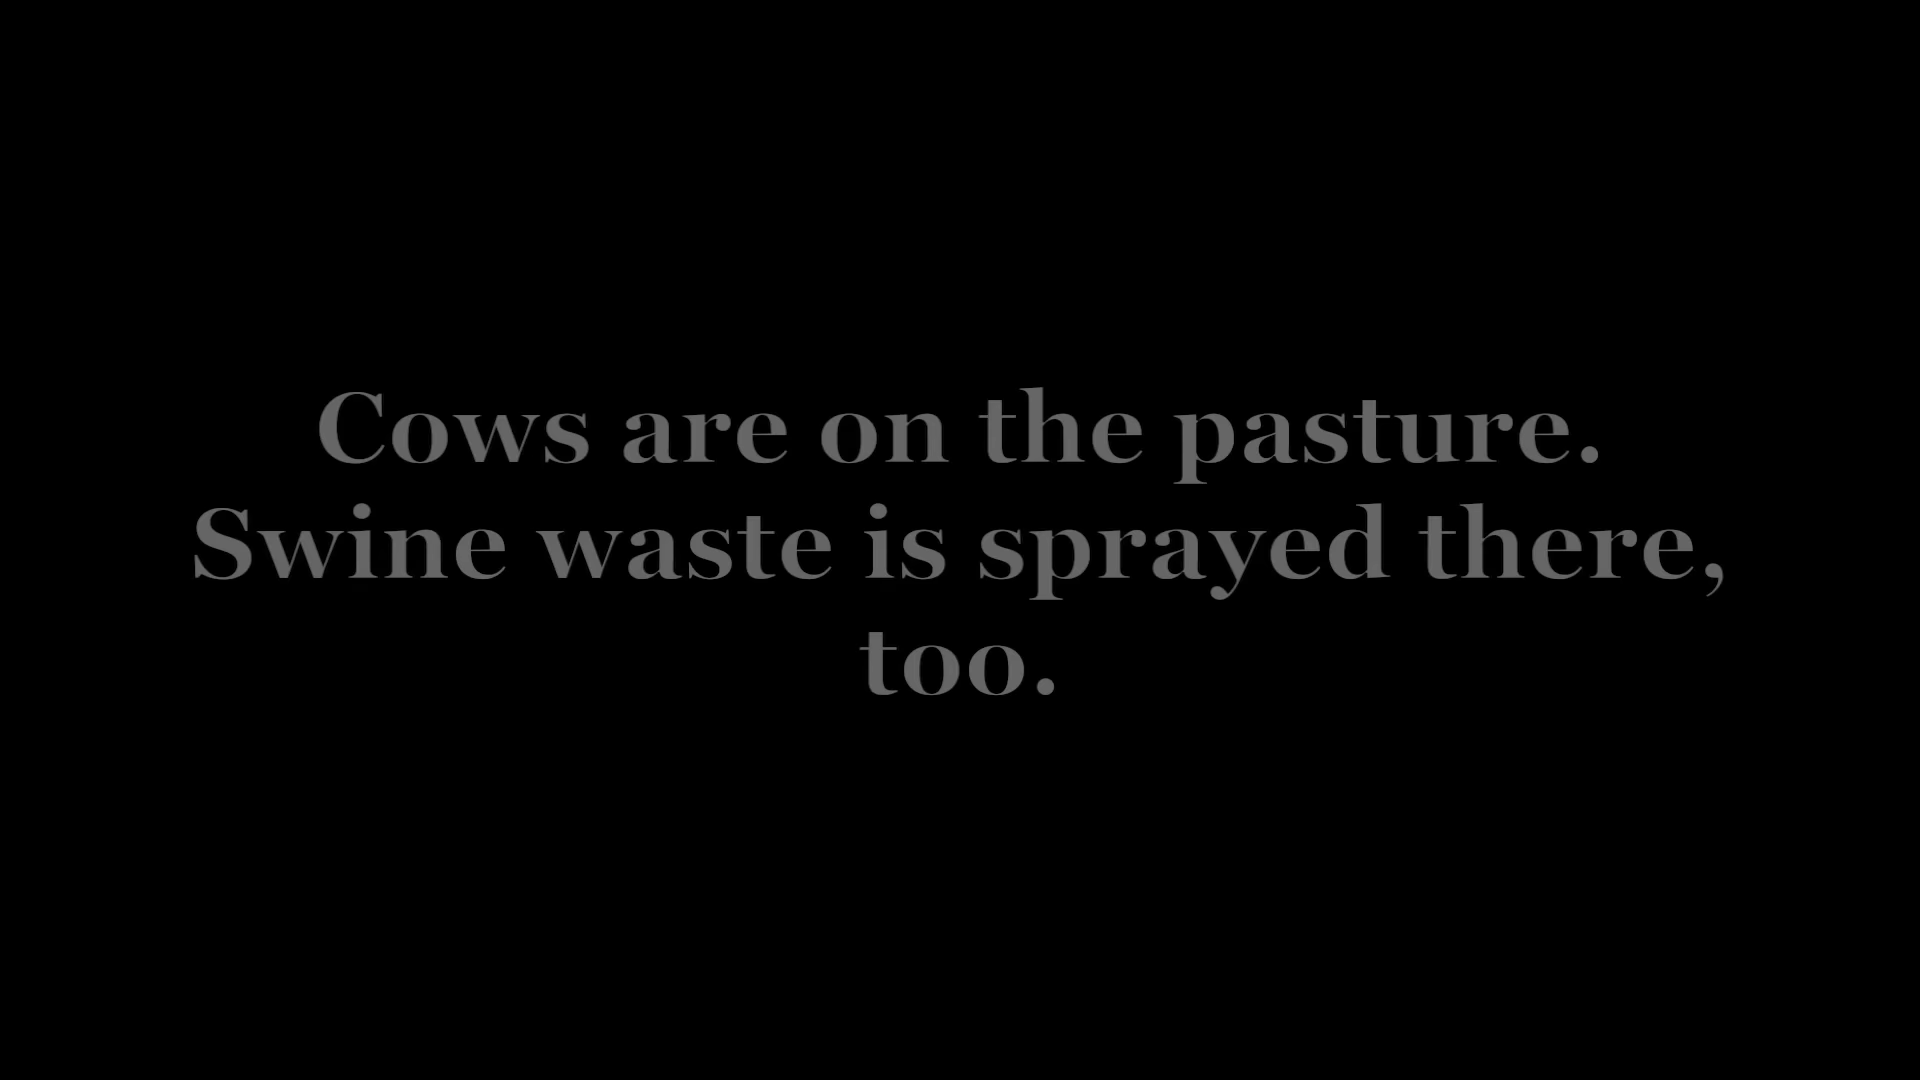 Cows are on the pasture.
Swine waste is sprayed there,
too.